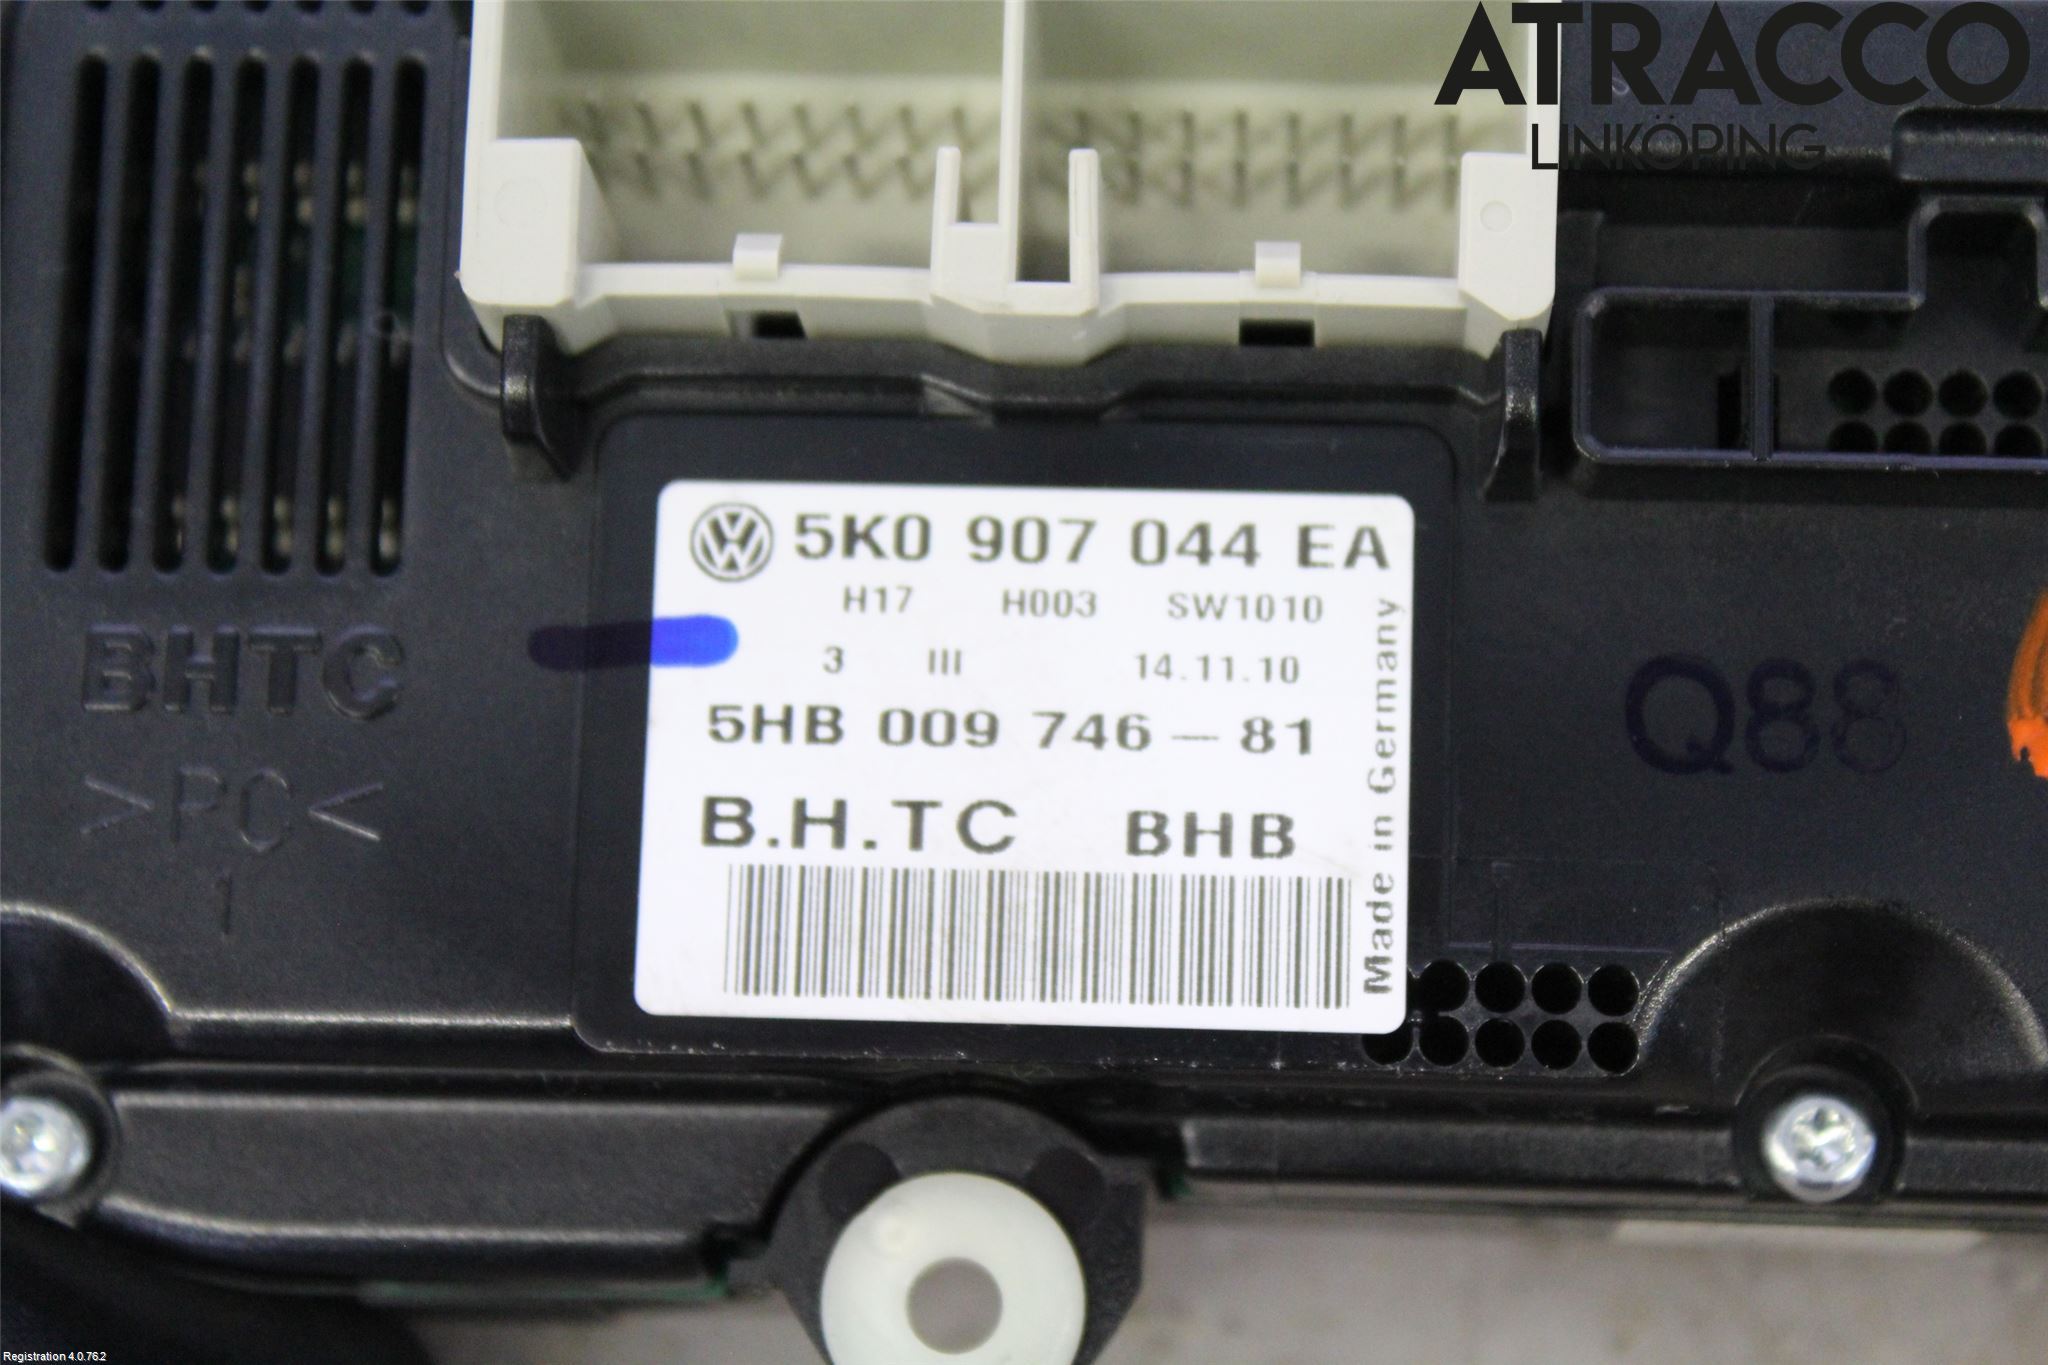 ATRACCO
LINKÖPING
5K0 907 044 EA
H17 H003 SW1010
3 III 14.11.10
5HB 009 746-81
B.H.TC BHB
Made in Germany
BHTC
>PC<
1
Q88
Registration 4.0.76.2